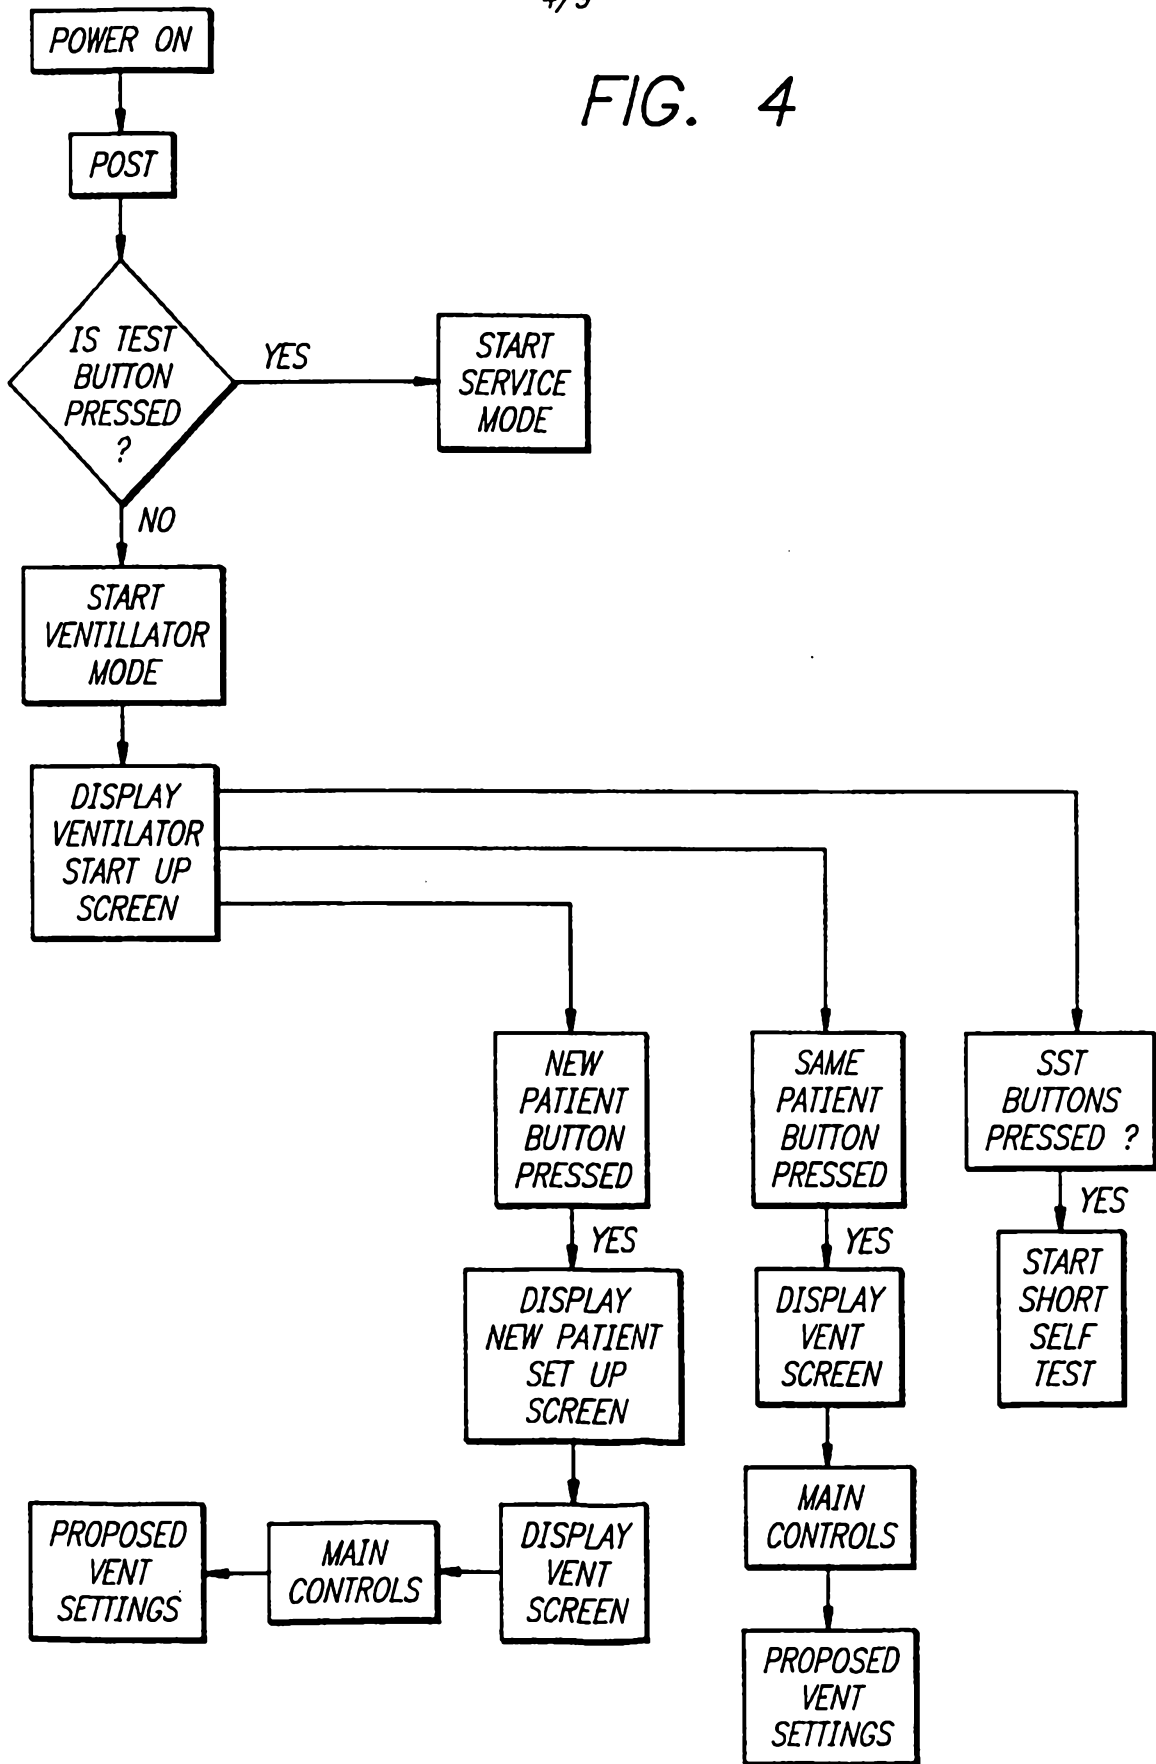 POWER ON
FIG. 4
POST
IS TEST
BUTTON
PRESSED
?
YES
START
SERVICE
MODE
NO
START
VENTILLATOR
MODE
DISPLAY
VENTILATOR
START UP
SCREEN
NEW
PATIENT
BUTTON
PRESSED
SAME
PATIENT
BUTTON
PRESSED
SST
BUTTONS
PRESSED ?
YES
YES
YES
DISPLAY
NEW PATIENT
SET UP
SCREEN
DISPLAY
VENT
SCREEN
START
SHORT
SELF
TEST
MAIN
CONTROLS
PROPOSED
VENT
SETTINGS
MAIN
CONTROLS
DISPLAY
VENT
SCREEN
PROPOSED
VENT
SETTINGS